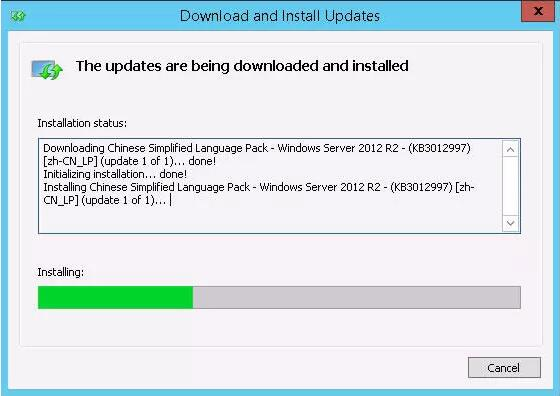 Download and Install Updates
x
The updates are being downloaded and installed
Installation status:
Downloading Chinese Simplified Language Pack - Windows Server 2012 R2 - (KB3012997)
[zh-CN_LP] (update 1 of 1)... done!
Initializing installation... done!
Installing Chinese Simplified Language Pack - Windows Server 2012 R2 - (KB3012997) [zh-
CN_LP] (update 1 of 1)...
Installing:
Cancel